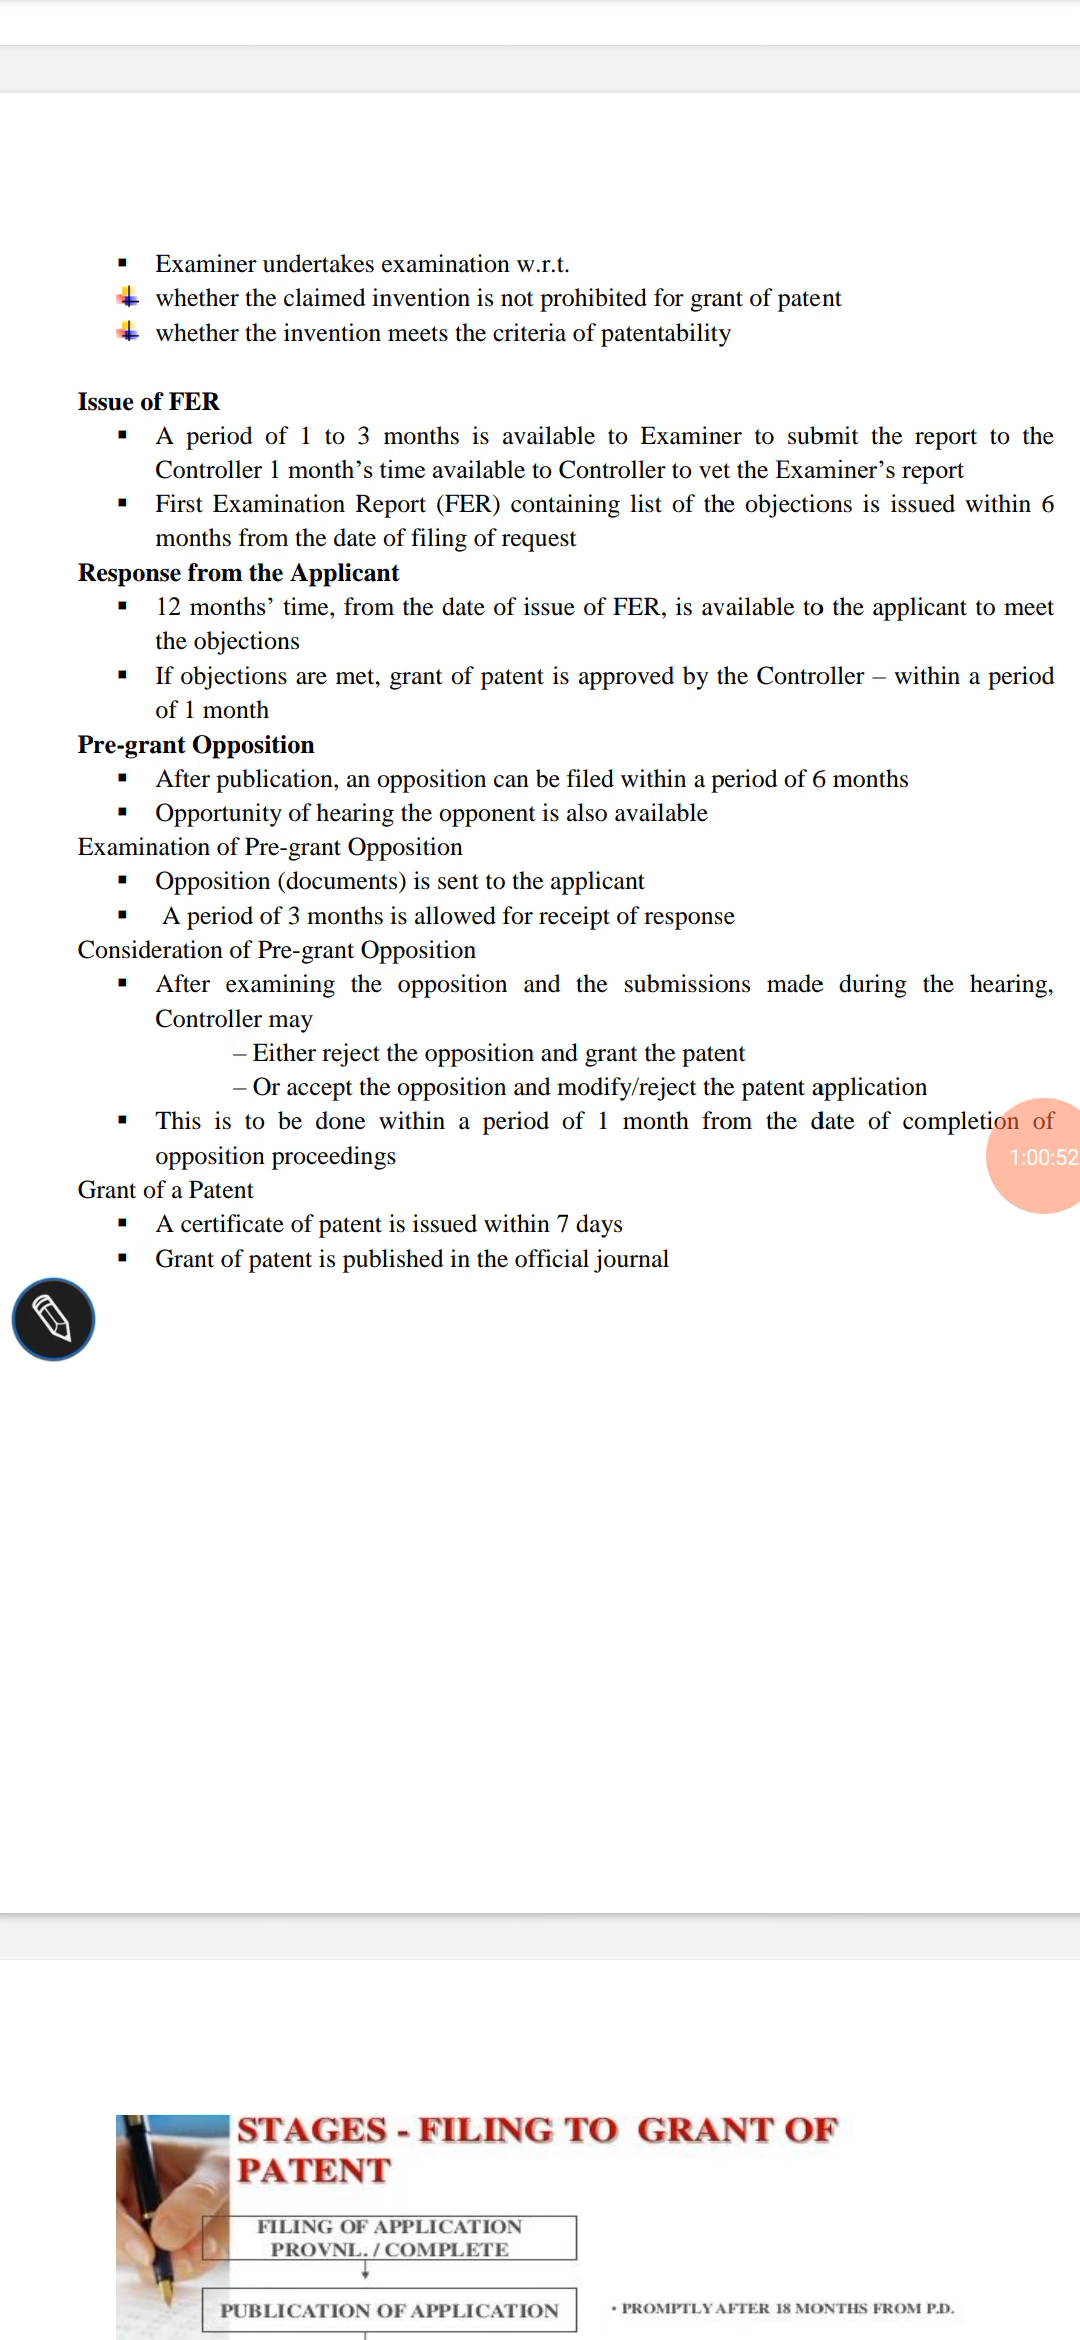 Examiner undertakes examination w.r.t.
whether the claimed invention is not prohibited for grant of patent
whether the invention meets the criteria of patentability
Issue of FER
A period of 1 to 3 months is available to Examiner to submit the report to the
Controller 1 month’s time available to Controller to vet the Examiner’s report
First Examination Report (FER) containing list of the objections is issued within 6
months from the date of filing of request
Response from the Applicant
12 months’ time, from the date of issue of FER, is available to the applicant to meet
the objections
If objections are met, grant of patent is approved by the Controller – within a period
of 1 month
Pre-grant Opposition
After publication, an opposition can be filed within a period of 6 months
Opportunity of hearing the opponent is also available
Examination of Pre-grant Opposition
Opposition (documents) is sent to the applicant
A period of 3 months is allowed for receipt of response
Consideration of Pre-grant Opposition
After examining the opposition and the submissions made during the hearing,
Controller may
– Either reject the opposition and grant the patent
– Or accept the opposition and modify/reject the patent application
This is to be done within a period of 1 month from the date of completion of
opposition proceedings
1:00:52
Grant of a Patent
A certificate of patent is issued within 7 days
Grant of patent is published in the official journal
STAGES - FILING TO GRANT OF
PATENT
FILING OF APPLICATION
PROVNL. / COMPLETE
PUBLICATION OF APPLICATION
• PROMPTLY AFTER 18 MONTHS FROM P.D.